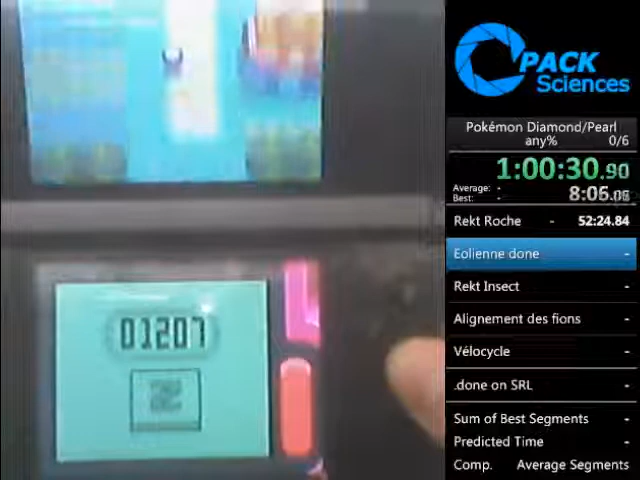 PACK
Sciences
Pokémon Diamond/Pearl
any% 0/6
1:00:30.90
Average: -
Best: - 8:05.08
Rekt Roche - 52:24.84
Eolienne done -
Rekt Insect -
Alignement des fions -
Vélocycle -
.done on SRL -
Sum of Best Segments -
Predicted Time -
Comp. Average Segments
01207